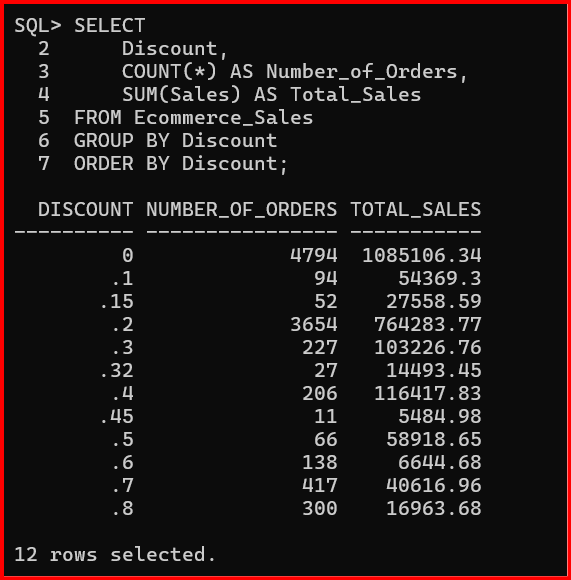 SQL> SELECT
  2      Discount,
  3      COUNT(*) AS Number_of_Orders,
  4      SUM(Sales) AS Total_Sales
  5  FROM Ecommerce_Sales
  6  GROUP BY Discount
  7  ORDER BY Discount;

  DISCOUNT NUMBER_OF_ORDERS TOTAL_SALES
---------- ---------------- -----------
         0             4794  1085106.34
        .1               94     54369.3
       .15               52    27558.59
        .2             3654   764283.77
        .3              227   103226.76
       .32               27    14493.45
        .4              206   116417.83
       .45               11     5484.98
        .5               66    58918.65
        .6              138     6644.68
        .7              417    40616.96
        .8              300    16963.68

12 rows selected.